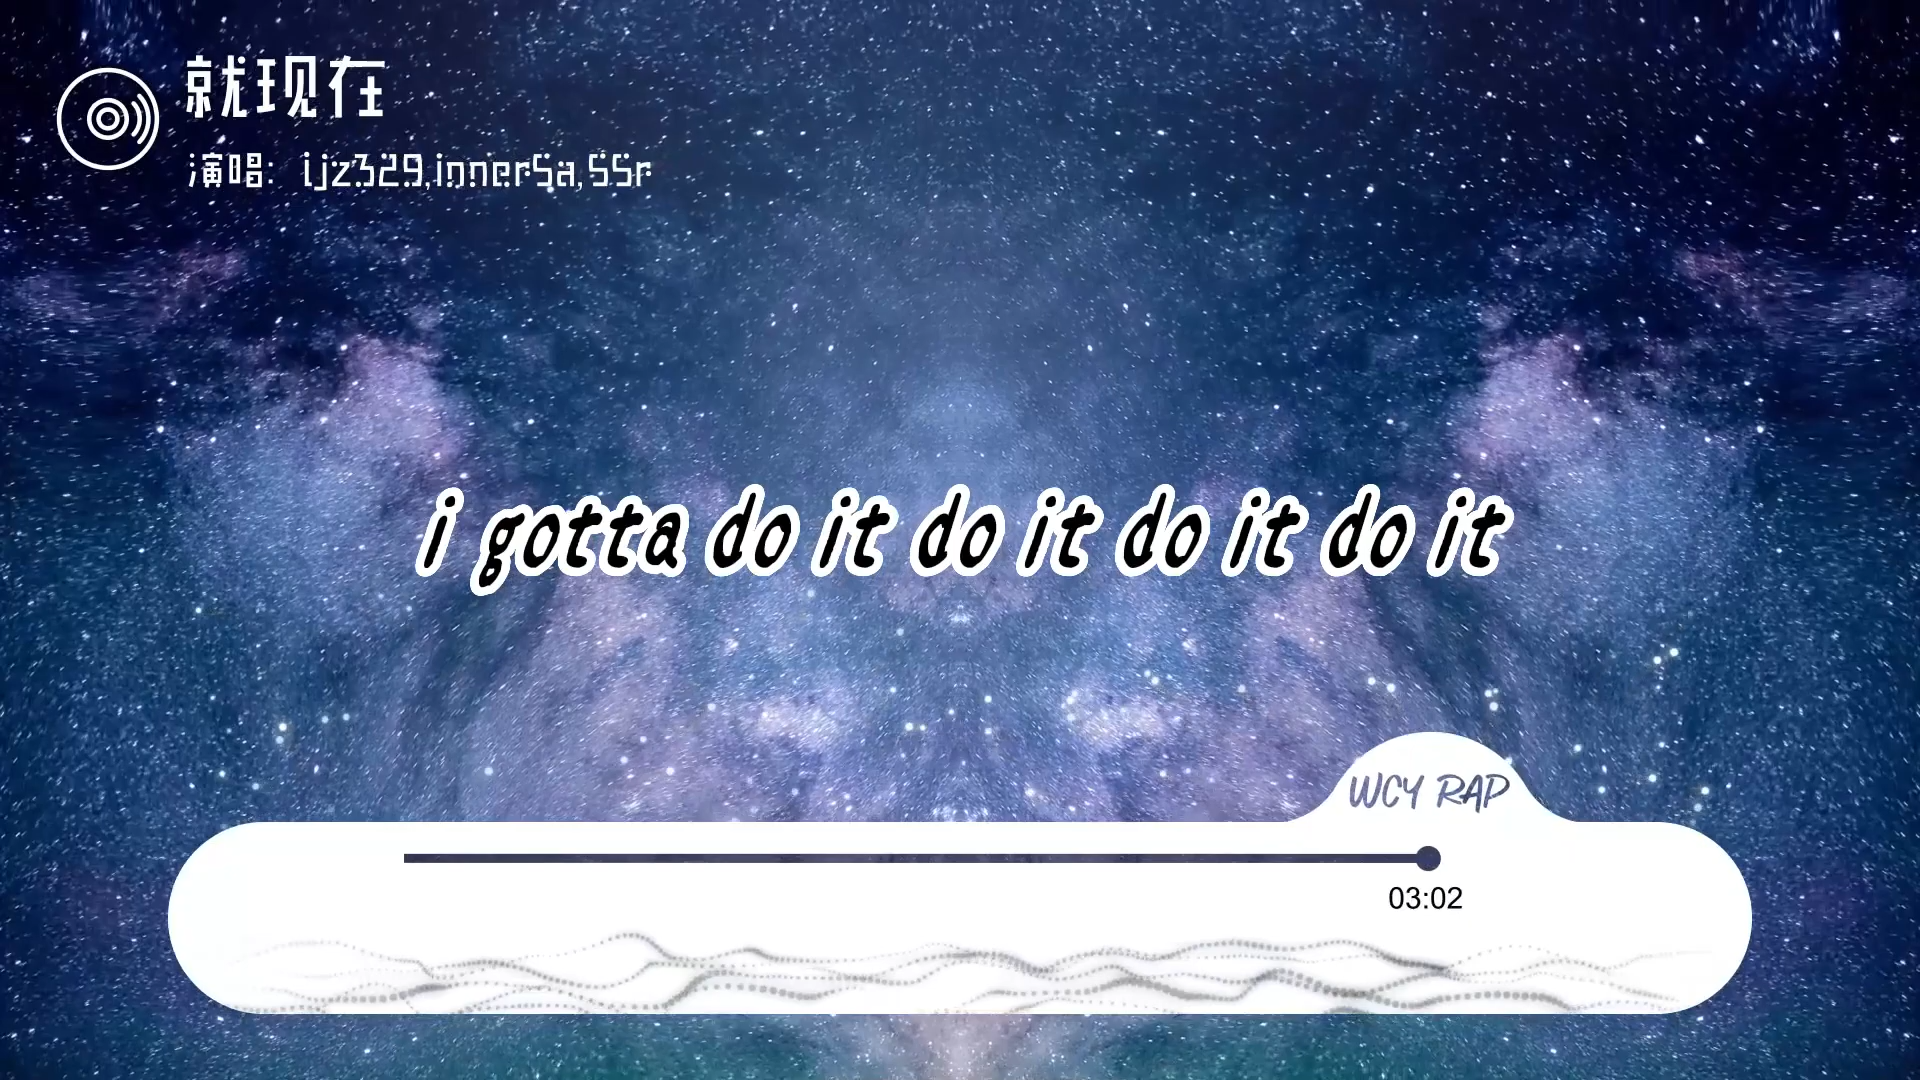 就现在
演唱: ijz329,innerSa,SSr
i gotta do it do it do it do it
WCY RAP
03:02